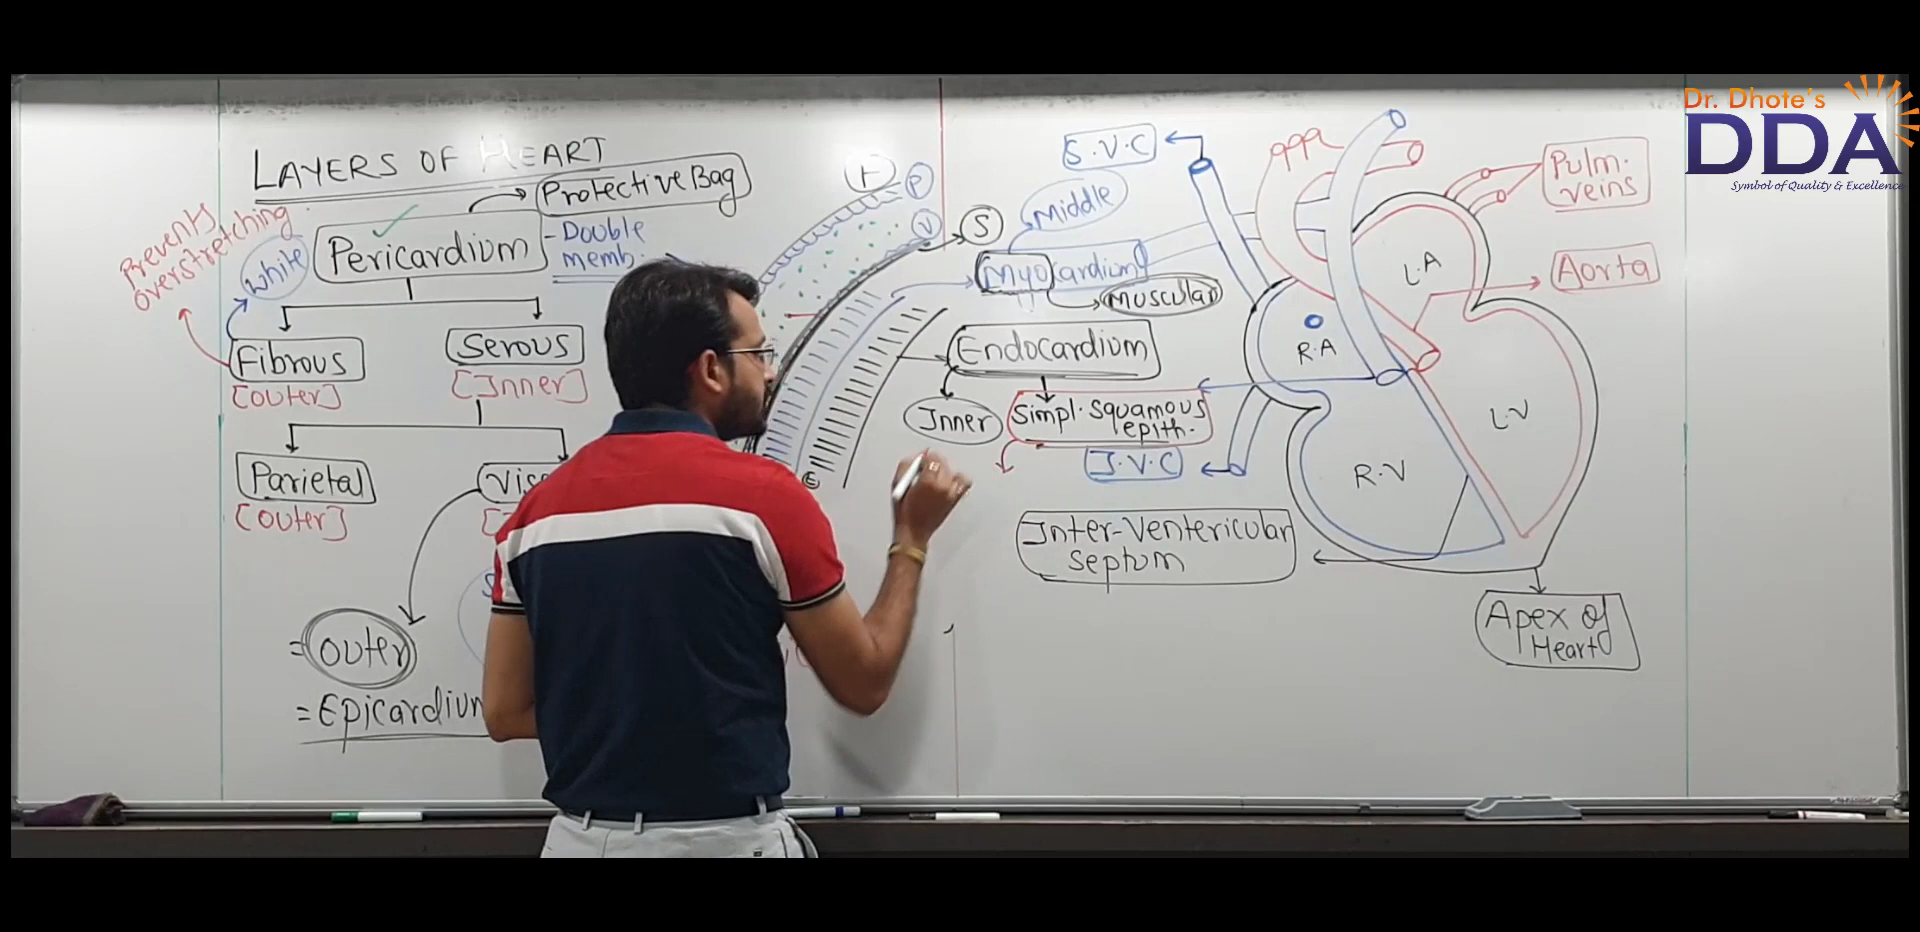 LAYERS OF HEART
Protective Bag
Prevents
overstretching
White
Pericardium
- Double
memb.
Fibrous
[outer]
Serous
[Inner]
Parietal
[outer]
= outer
= Epicardium
F
P
V
S
Middle
Myocardium
Muscular
Endocardium
Inner
Simpl. Squamous
epith.
E
S.V.C
I.V.C
Inter-Ventericular
septum
R.A
L.A
R.V
L.V
Pulm.
veins
Aorta
Apex of
Heart
Dr. Dhote's
DDA
Symbol of Quality & Excellence